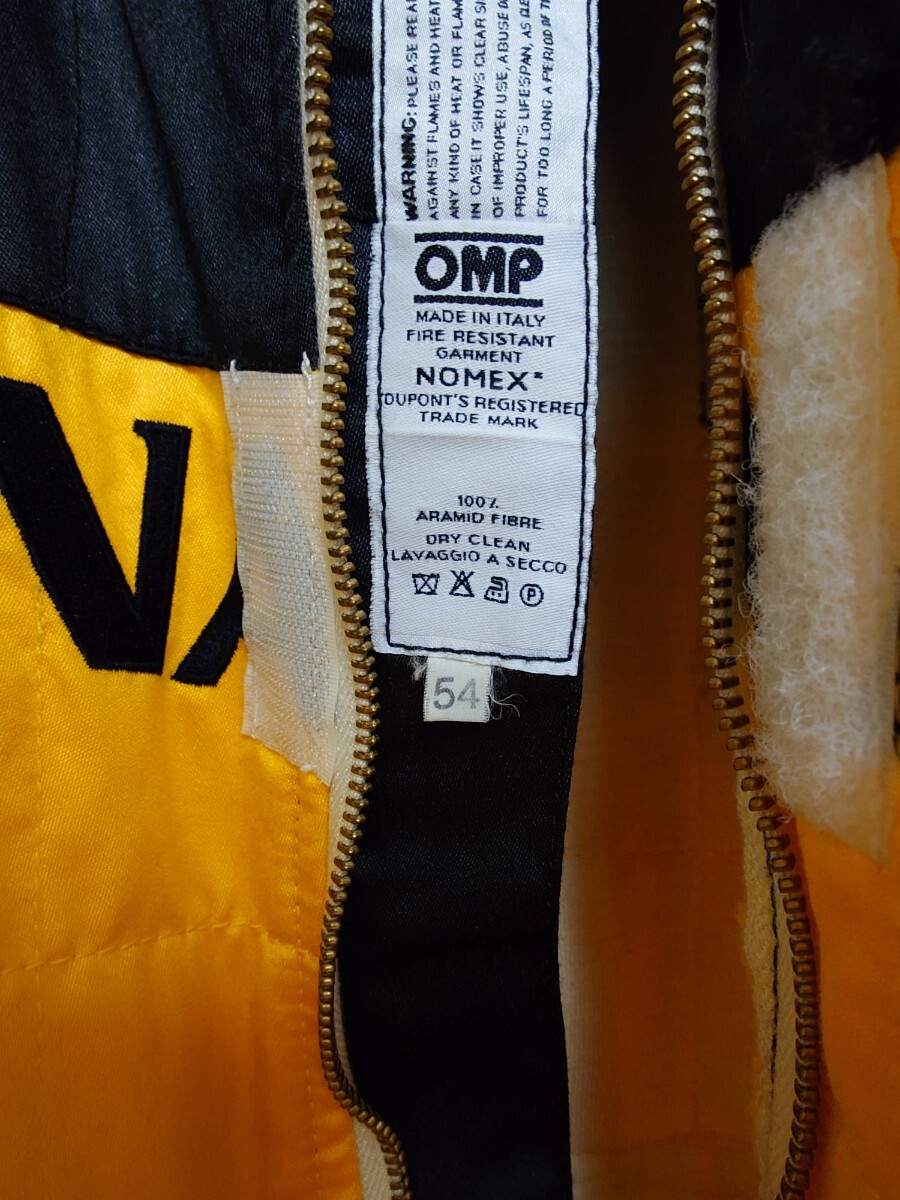 WARNING: PLEASE REA
AGAINST FLAMES AND HEAT
ANY KIND OF HEAT OR FLAM
IN CASE IT SHOWS CLEAR S
OF IMPROPER USE, ABUSE O
PRODUCT'S LIFESPAN, AS
FOR TOO LONG A PERIOD OF
OMP
MADE IN ITALY
FIRE RESISTANT
GARMENT
NOMEX*
DUPONT'S REGISTERED
TRADE MARK
100%
ARAMID FIBRE
DRY CLEAN
LAVAGGIO A SECCO
P
54